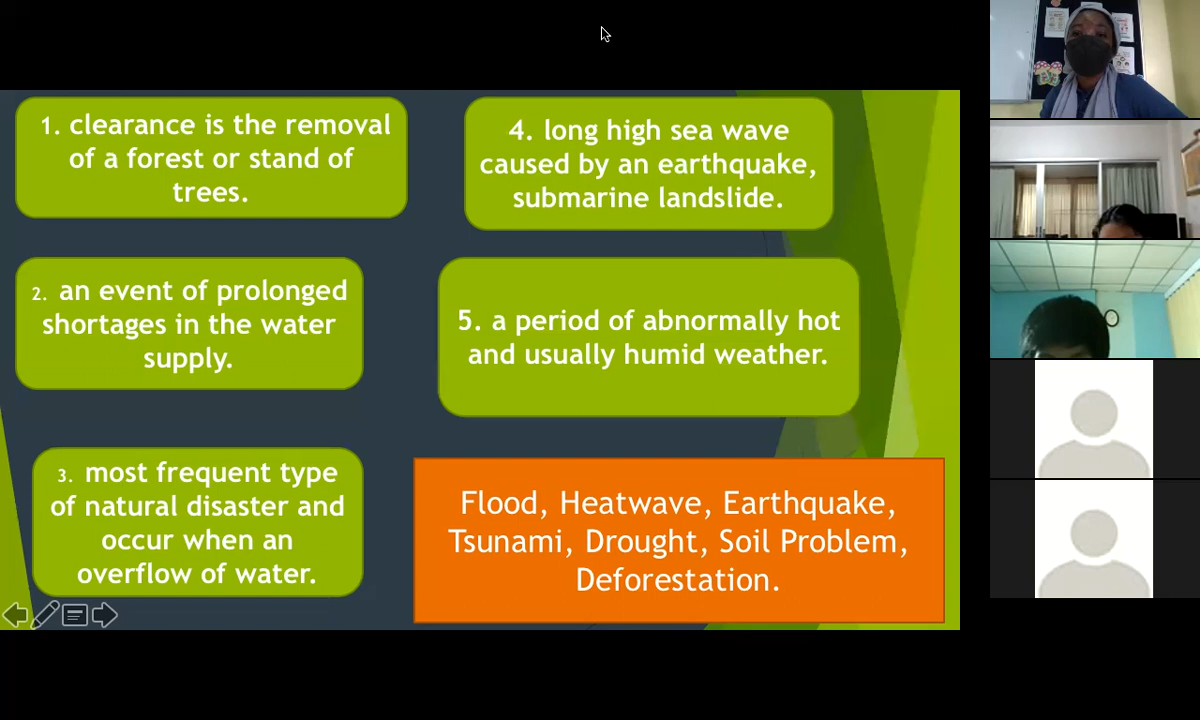 1. clearance is the removal
of a forest or stand of
trees.
2. an event of prolonged
shortages in the water
supply.
3. most frequent type
of natural disaster and
occur when an
overflow of water.
4. long high sea wave
caused by an earthquake,
submarine landslide.
5. a period of abnormally hot
and usually humid weather.
Flood, Heatwave, Earthquake,
Tsunami, Drought, Soil Problem,
Deforestation.